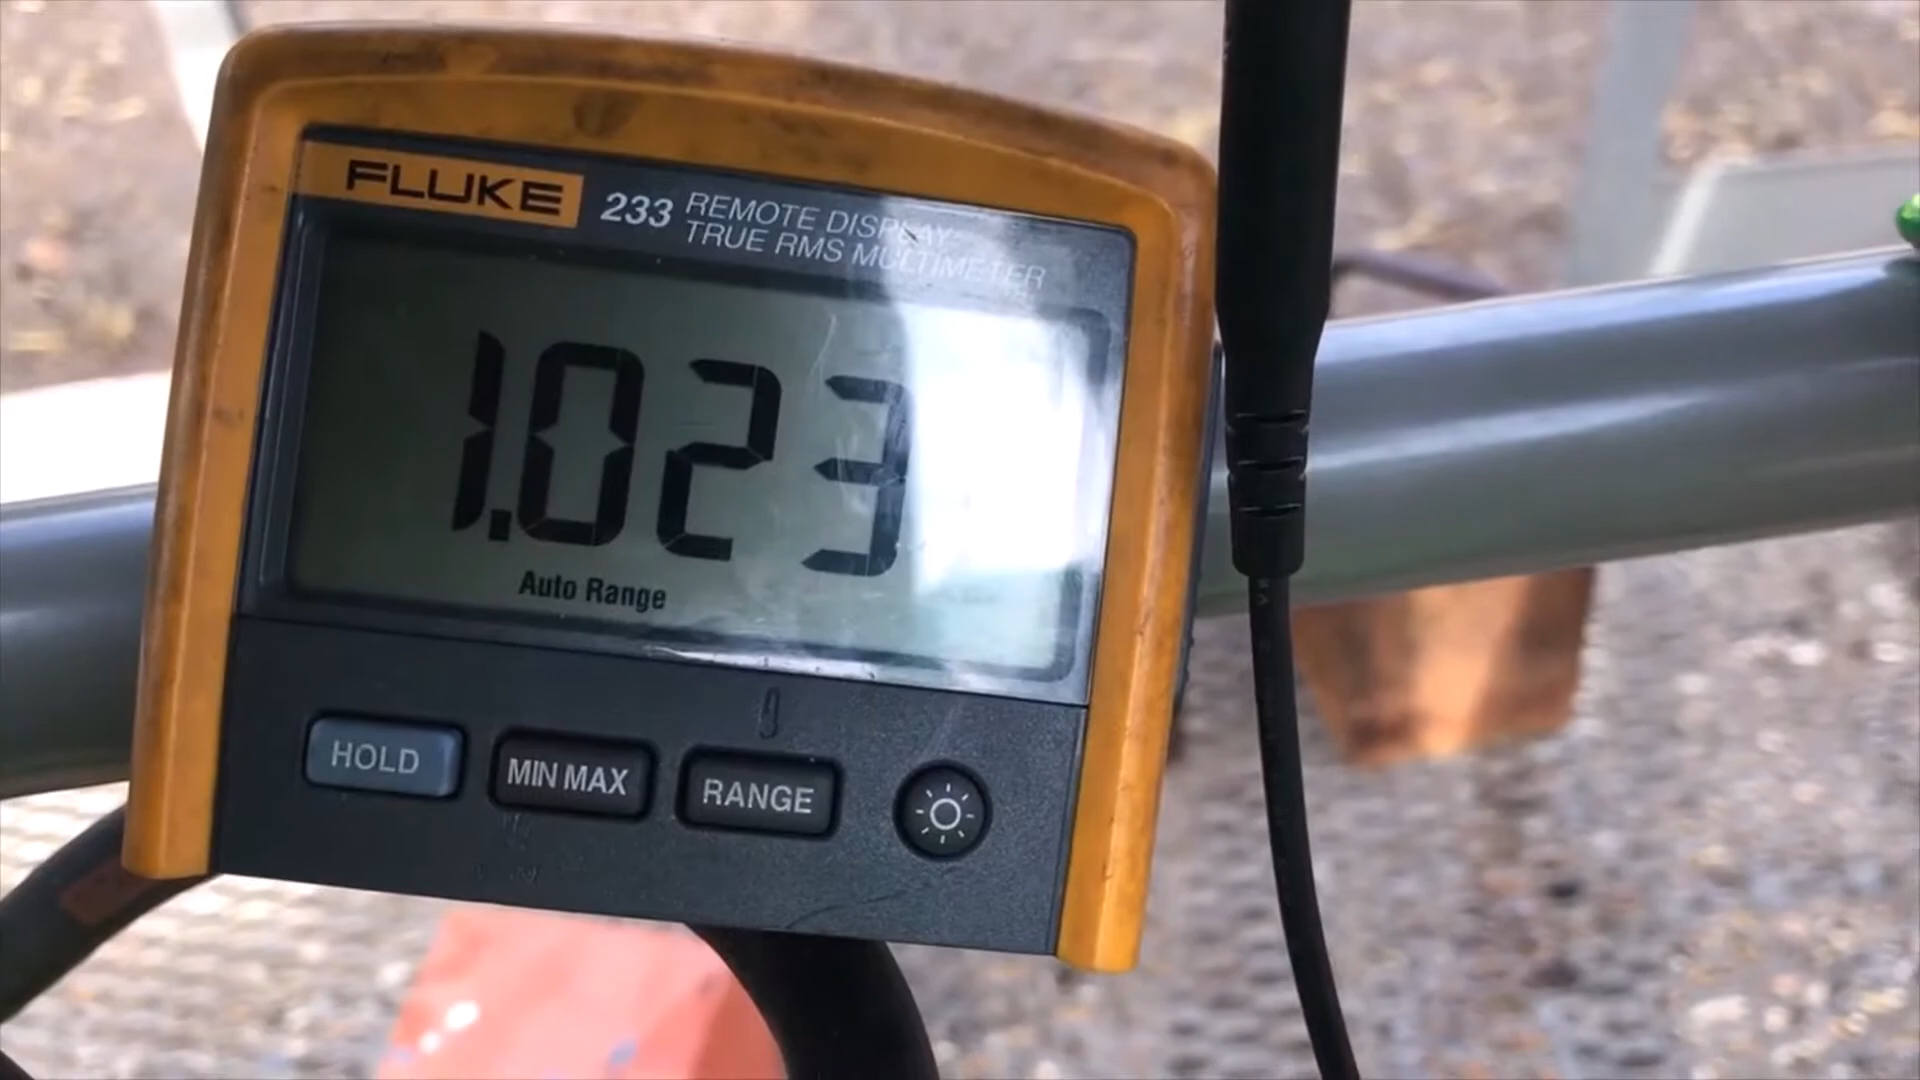 FLUKE
233 REMOTE DISPLAY
TRUE RMS MULTIMETER
1.023
Auto Range
HOLD
MIN MAX
RANGE